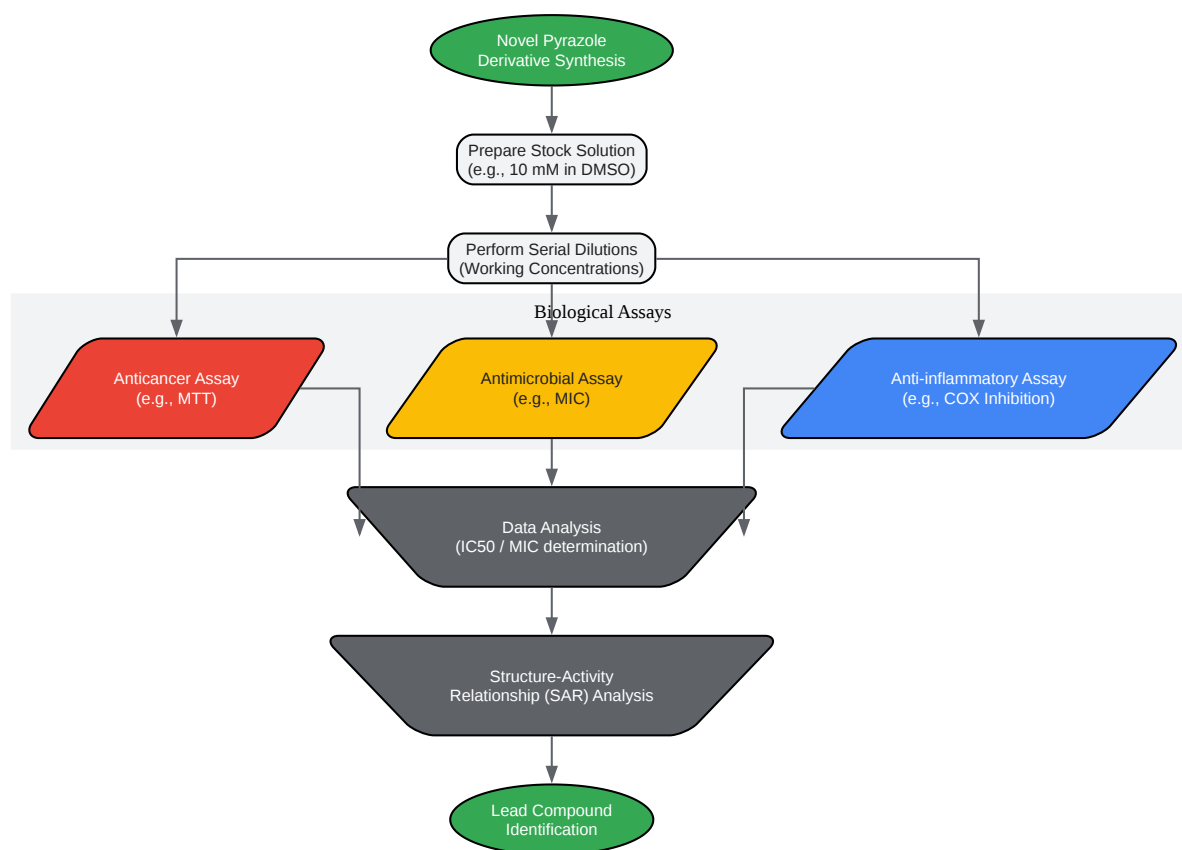 Novel Pyrazole
Derivative Synthesis
Prepare Stock Solution
(e.g., 10 mM in DMSO)
Perform Serial Dilutions
(Working Concentrations)
Biological Assays
Anticancer Assay
(e.g., MTT)
Antimicrobial Assay
(e.g., MIC)
Anti-inflammatory Assay
(e.g., COX Inhibition)
Data Analysis
(IC50 / MIC determination)
Structure-Activity
Relationship (SAR) Analysis
Lead Compound
Identification